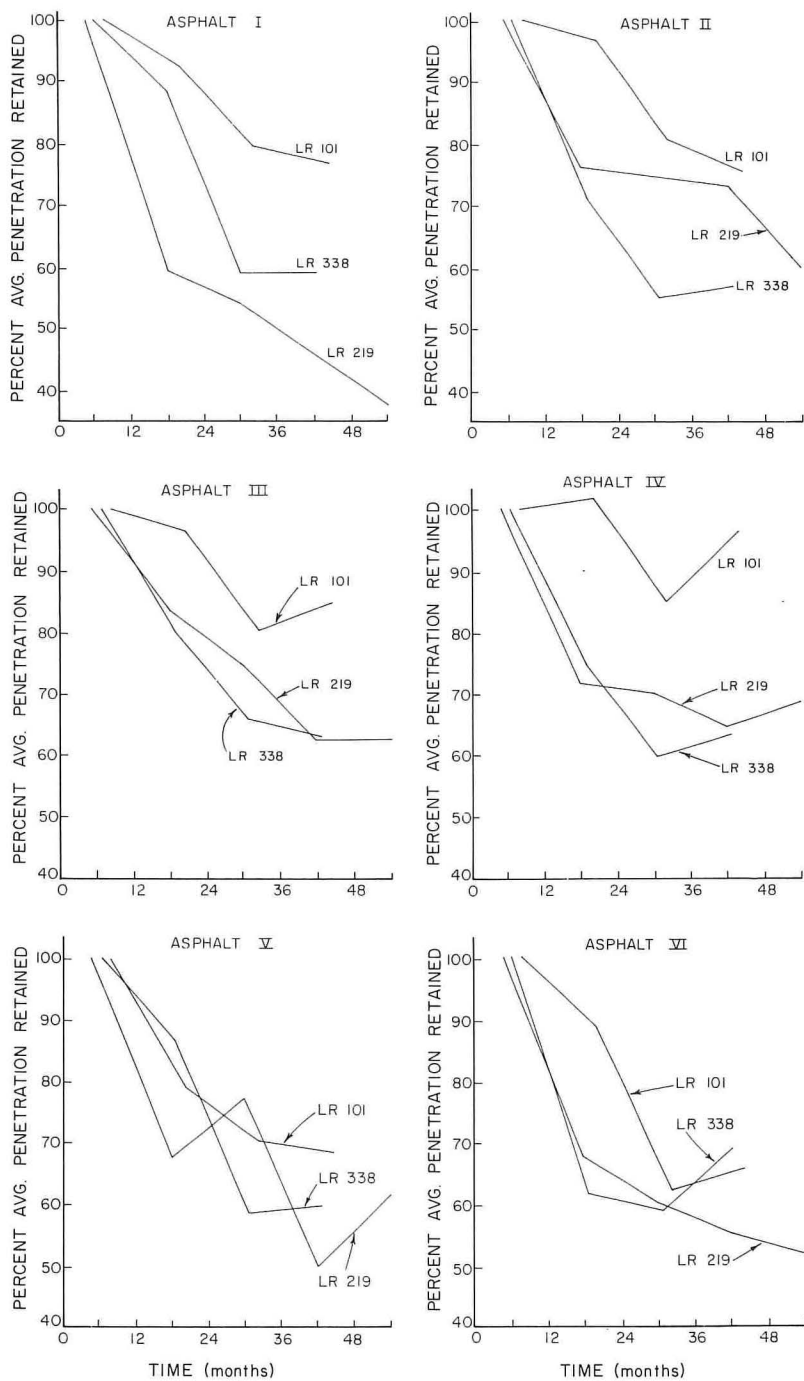 ASPHALT I
PERCENT AVG. PENETRATION RETAINED
100
90
80
70
60
50
40
LR 101
LR 338
LR 219
0 12 24 36 48
ASPHALT II
PERCENT AVG. PENETRATION RETAINED
100
90
80
70
60
50
40
LR 101
LR 219
LR 338
0 12 24 36 48
ASPHALT III
PERCENT AVG. PENETRATION RETAINED
100
90
80
70
60
50
40
LR 101
LR 219
LR 338
0 12 24 36 48
ASPHALT IV
PERCENT AVG. PENETRATION RETAINED
100
90
80
70
60
50
40
LR 101
LR 219
LR 338
0 12 24 36 48
ASPHALT V
PERCENT AVG. PENETRATION RETAINED
100
90
80
70
60
50
40
LR 101
LR 338
LR 219
0 12 24 36 48
TIME (months)
ASPHALT VI
PERCENT AVG. PENETRATION RETAINED
100
90
80
70
60
50
40
LR 101
LR 338
LR 219
0 12 24 36 48
TIME (months)